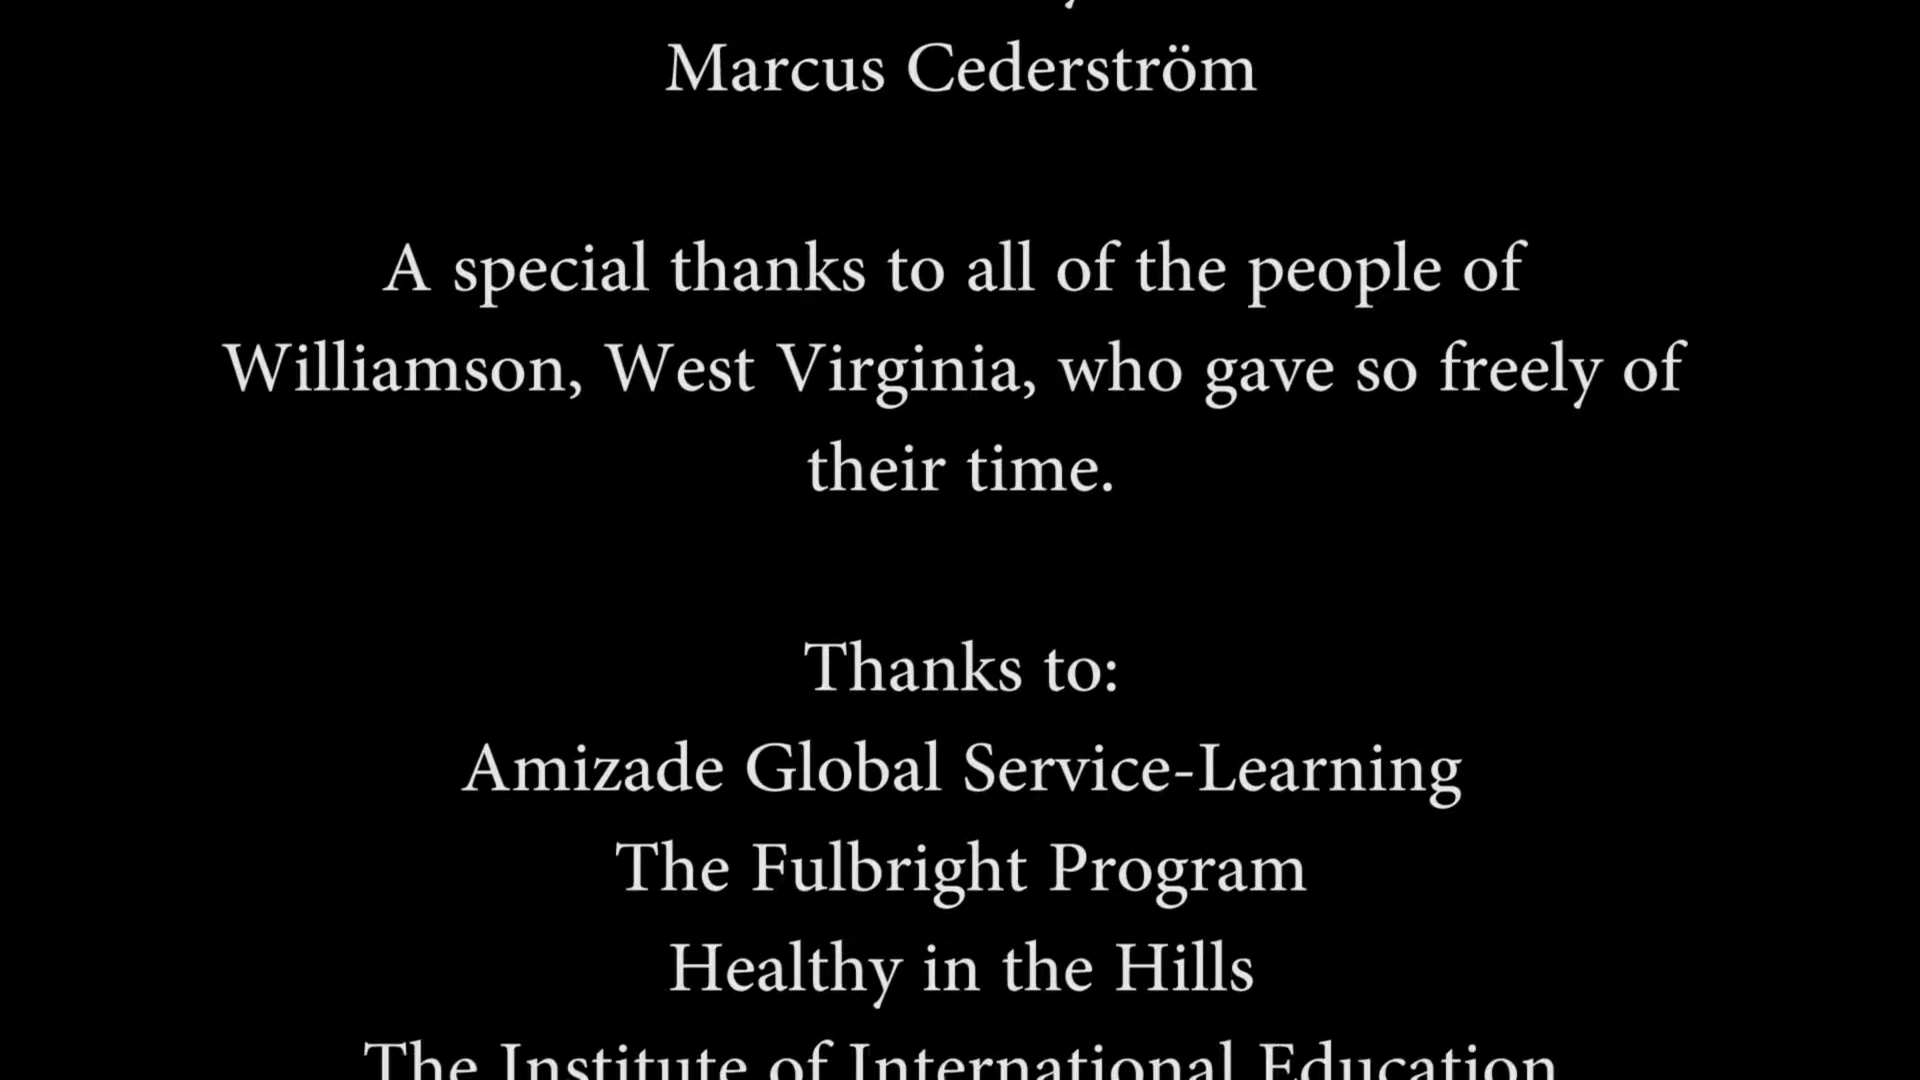 Marcus Cederström
A special thanks to all of the people of
Williamson, West Virginia, who gave so freely of
their time.
Thanks to:
Amizade Global Service-Learning
The Fulbright Program
Healthy in the Hills
The Institute of International Education